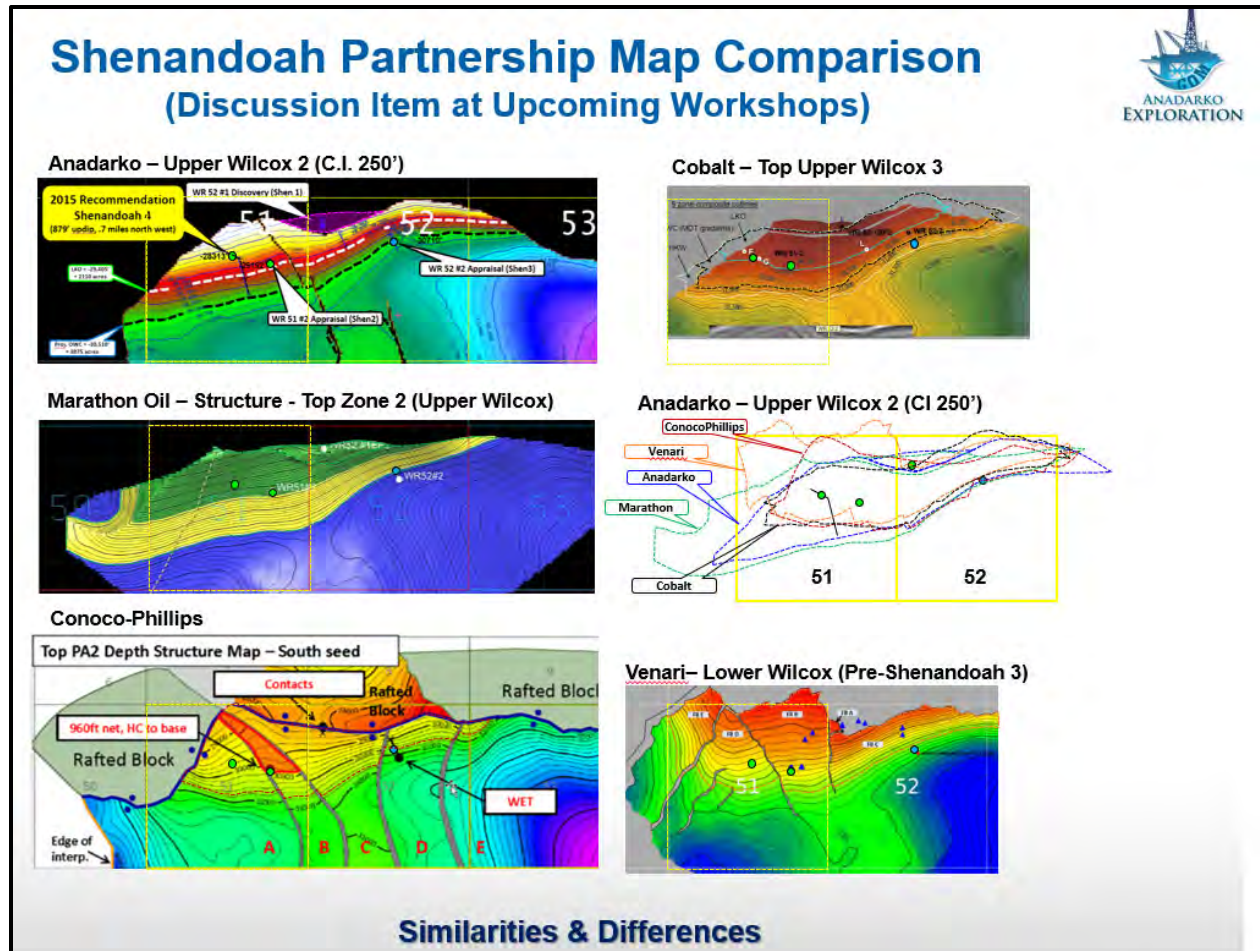 Shenandoah Partnership Map Comparison
(Discussion Item at Upcoming Workshops)
GOM
ANADARKO
EXPLORATION
Anadarko – Upper Wilcox 2 (C.I. 250')
2015 Recommendation
Shenandoah 4
(879' updip, .7 miles north west)
WR 52 #1 Discovery (Shen 1)
51
52
53
-28313'
WR 52 #2 Appraisal (Shen3)
WR 51 #2 Appraisal (Shen2)
Cobalt – Top Upper Wilcox 3
LKO
F
G
L
Marathon Oil – Structure - Top Zone 2 (Upper Wilcox)
WR52#2
Anadarko – Upper Wilcox 2 (CI 250')
ConocoPhillips
Venari
Anadarko
Marathon
Cobalt
51
52
Conoco-Phillips
Top PA2 Depth Structure Map – South seed
Contacts
Rafted
Block
Rafted Block
960ft net, HC to base
Rafted Block
WET
Edge of
interp.
A
B
C
D
E
Venari– Lower Wilcox (Pre-Shenandoah 3)
51
52
Similarities & Differences